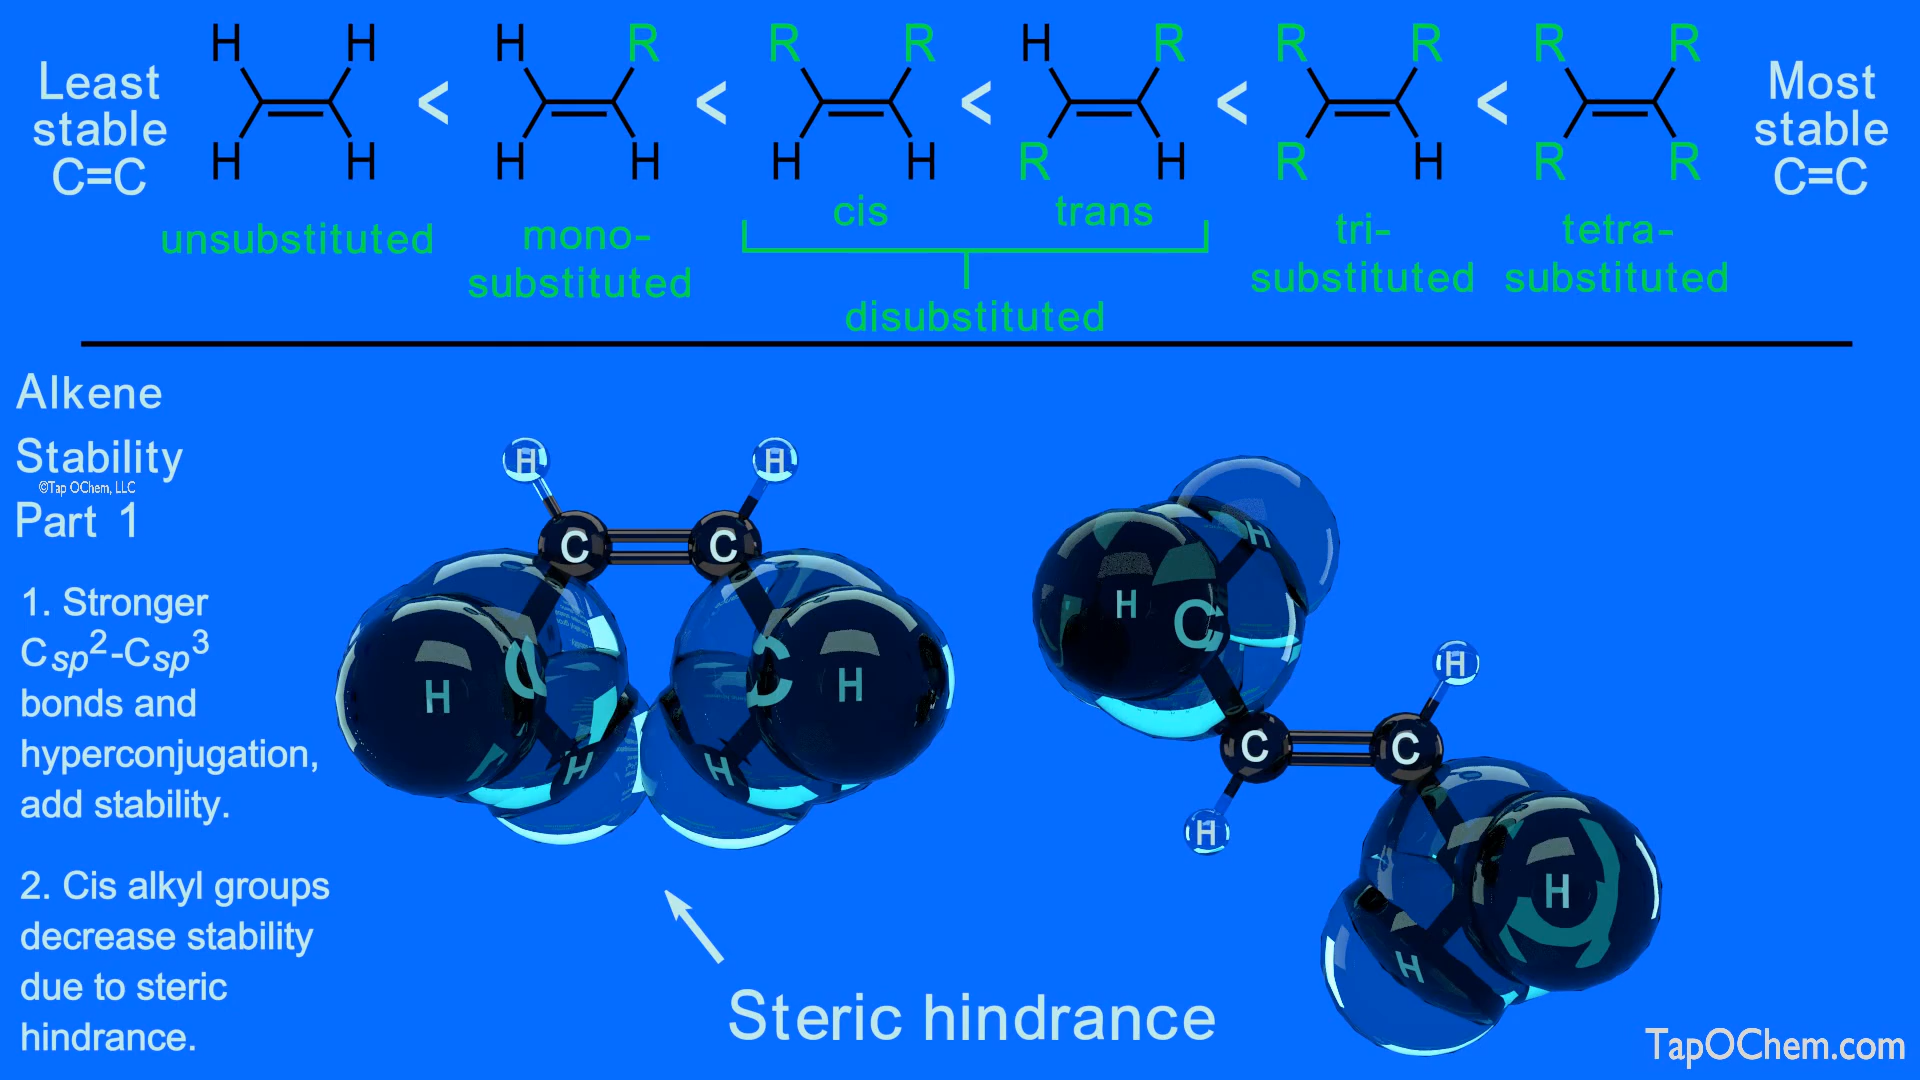 H H H R R R H R R R R R
Least stable C=C
< < < < <
Most stable C=C
H H H H H H R H R H R R
cis trans
unsubstituted
mono-
substituted
disubstituted
tri-
substituted
tetra-
substituted
Alkene
Stability
©Tap OChem, LLC
Part 1
1. Stronger
Csp²-Csp³
bonds and
hyperconjugation,
add stability.
2. Cis alkyl groups
decrease stability
due to steric
hindrance.
H H
C C
C C
H H
H H
H
H C
H
C C
H
H C
H
Steric hindrance
TapOChem.com